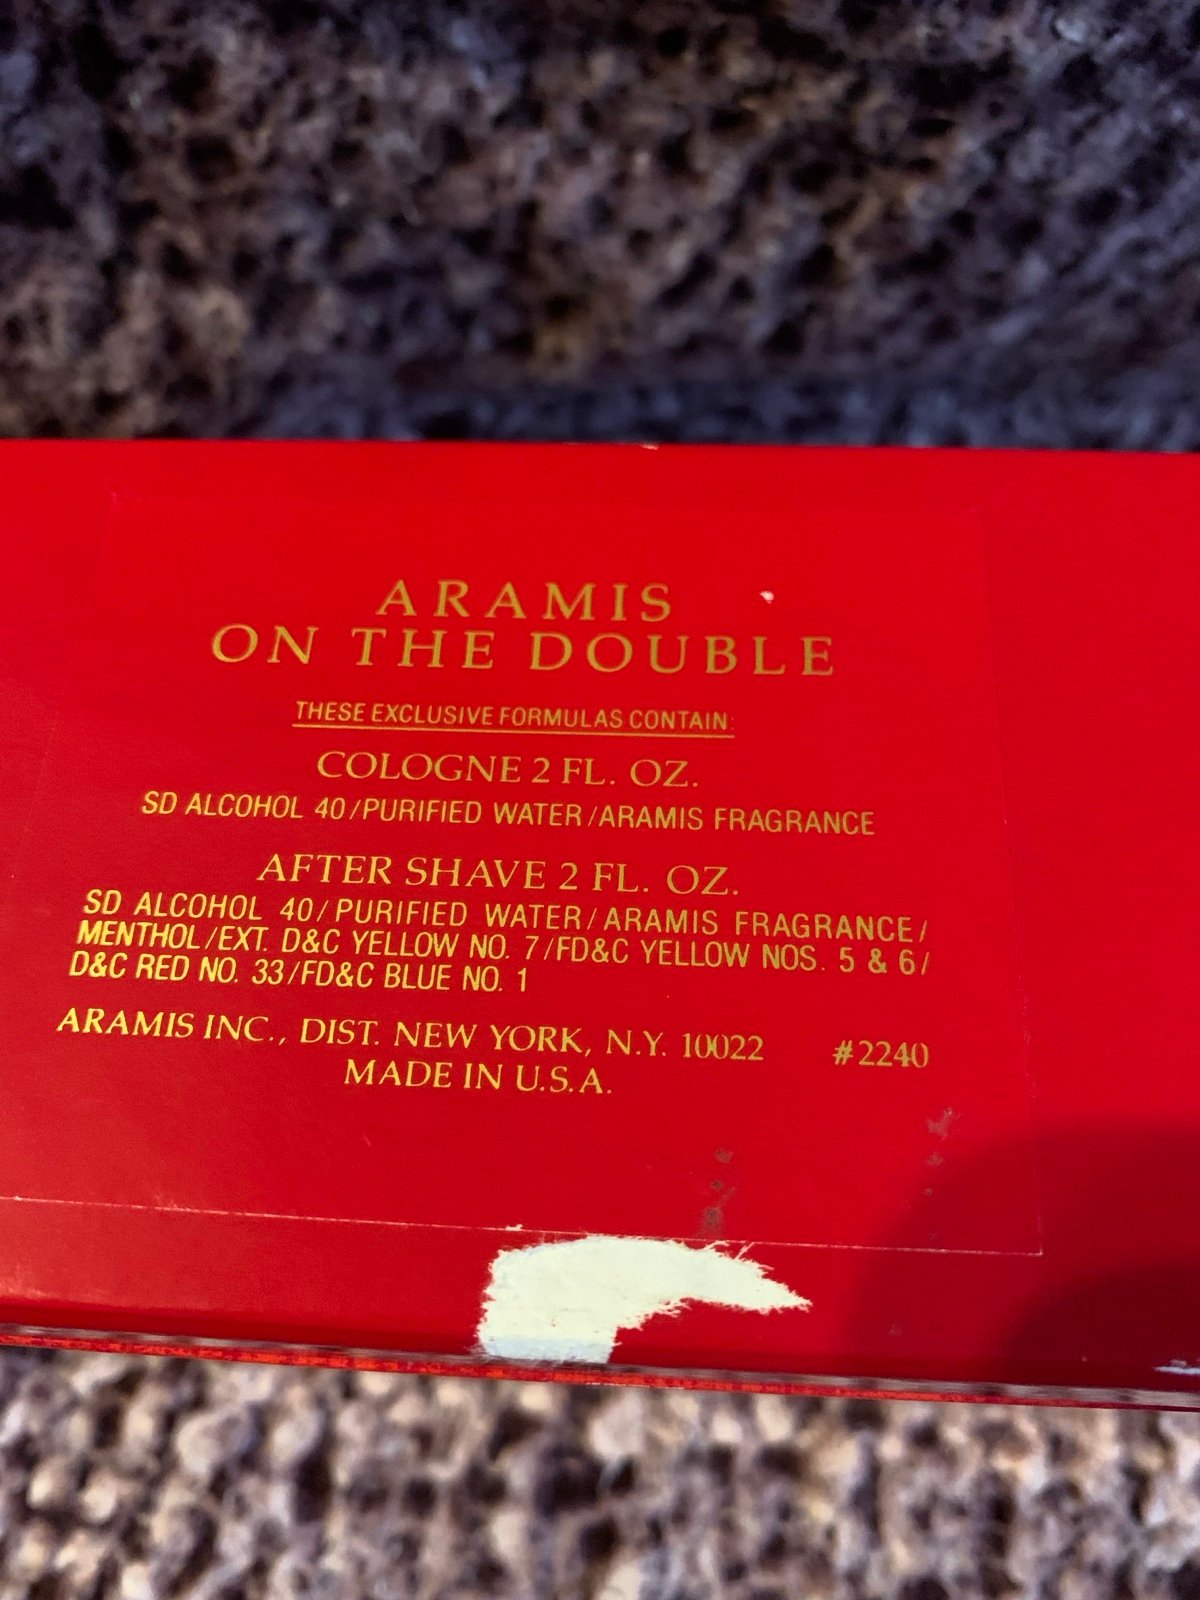 ARAMIS
ON THE DOUBLE
THESE EXCLUSIVE FORMULAS CONTAIN:
COLOGNE 2 FL. OZ.
SD ALCOHOL 40/PURIFIED WATER/ARAMIS FRAGRANCE
AFTER SHAVE 2 FL. OZ.
SD ALCOHOL 40/PURIFIED WATER/ARAMIS FRAGRANCE/
MENTHOL/EXT. D&C YELLOW NO. 7/FD&C YELLOW NOS. 5 & 6/
D&C RED NO. 33/FD&C BLUE NO. 1
ARAMIS INC., DIST. NEW YORK, N.Y. 10022 #2240
MADE IN U.S.A.